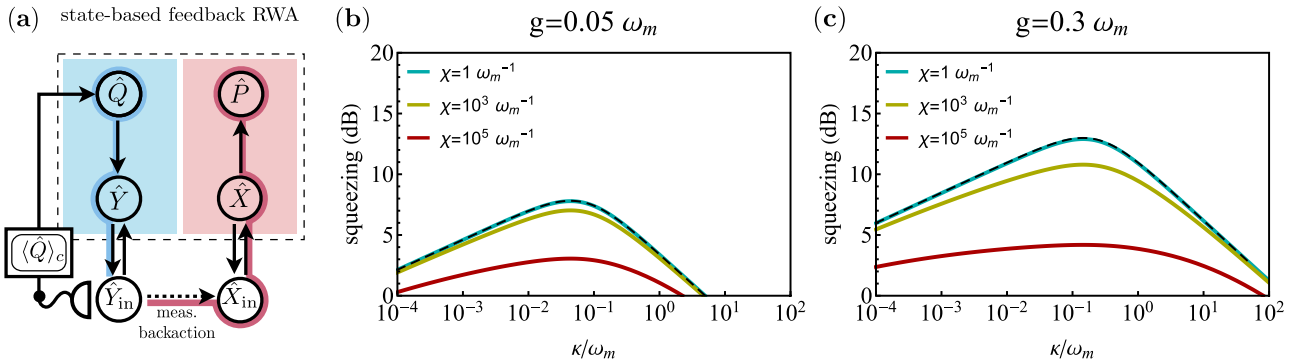 (a) state-based feedback RWA
Q̂
P̂
Ŷ
X̂
⟨Q̂⟩c
Ŷin
X̂in
meas.
backaction
(b) g=0.05 ωm
20
15
10
5
0
squeezing (dB)
χ=1 ωm⁻¹
χ=10³ ωm⁻¹
χ=10⁵ ωm⁻¹
10⁻⁴ 10⁻³ 10⁻² 10⁻¹ 10⁰ 10¹ 10²
κ/ωm
(c) g=0.3 ωm
20
15
10
5
0
squeezing (dB)
χ=1 ωm⁻¹
χ=10³ ωm⁻¹
χ=10⁵ ωm⁻¹
10⁻⁴ 10⁻³ 10⁻² 10⁻¹ 10⁰ 10¹ 10²
κ/ωm